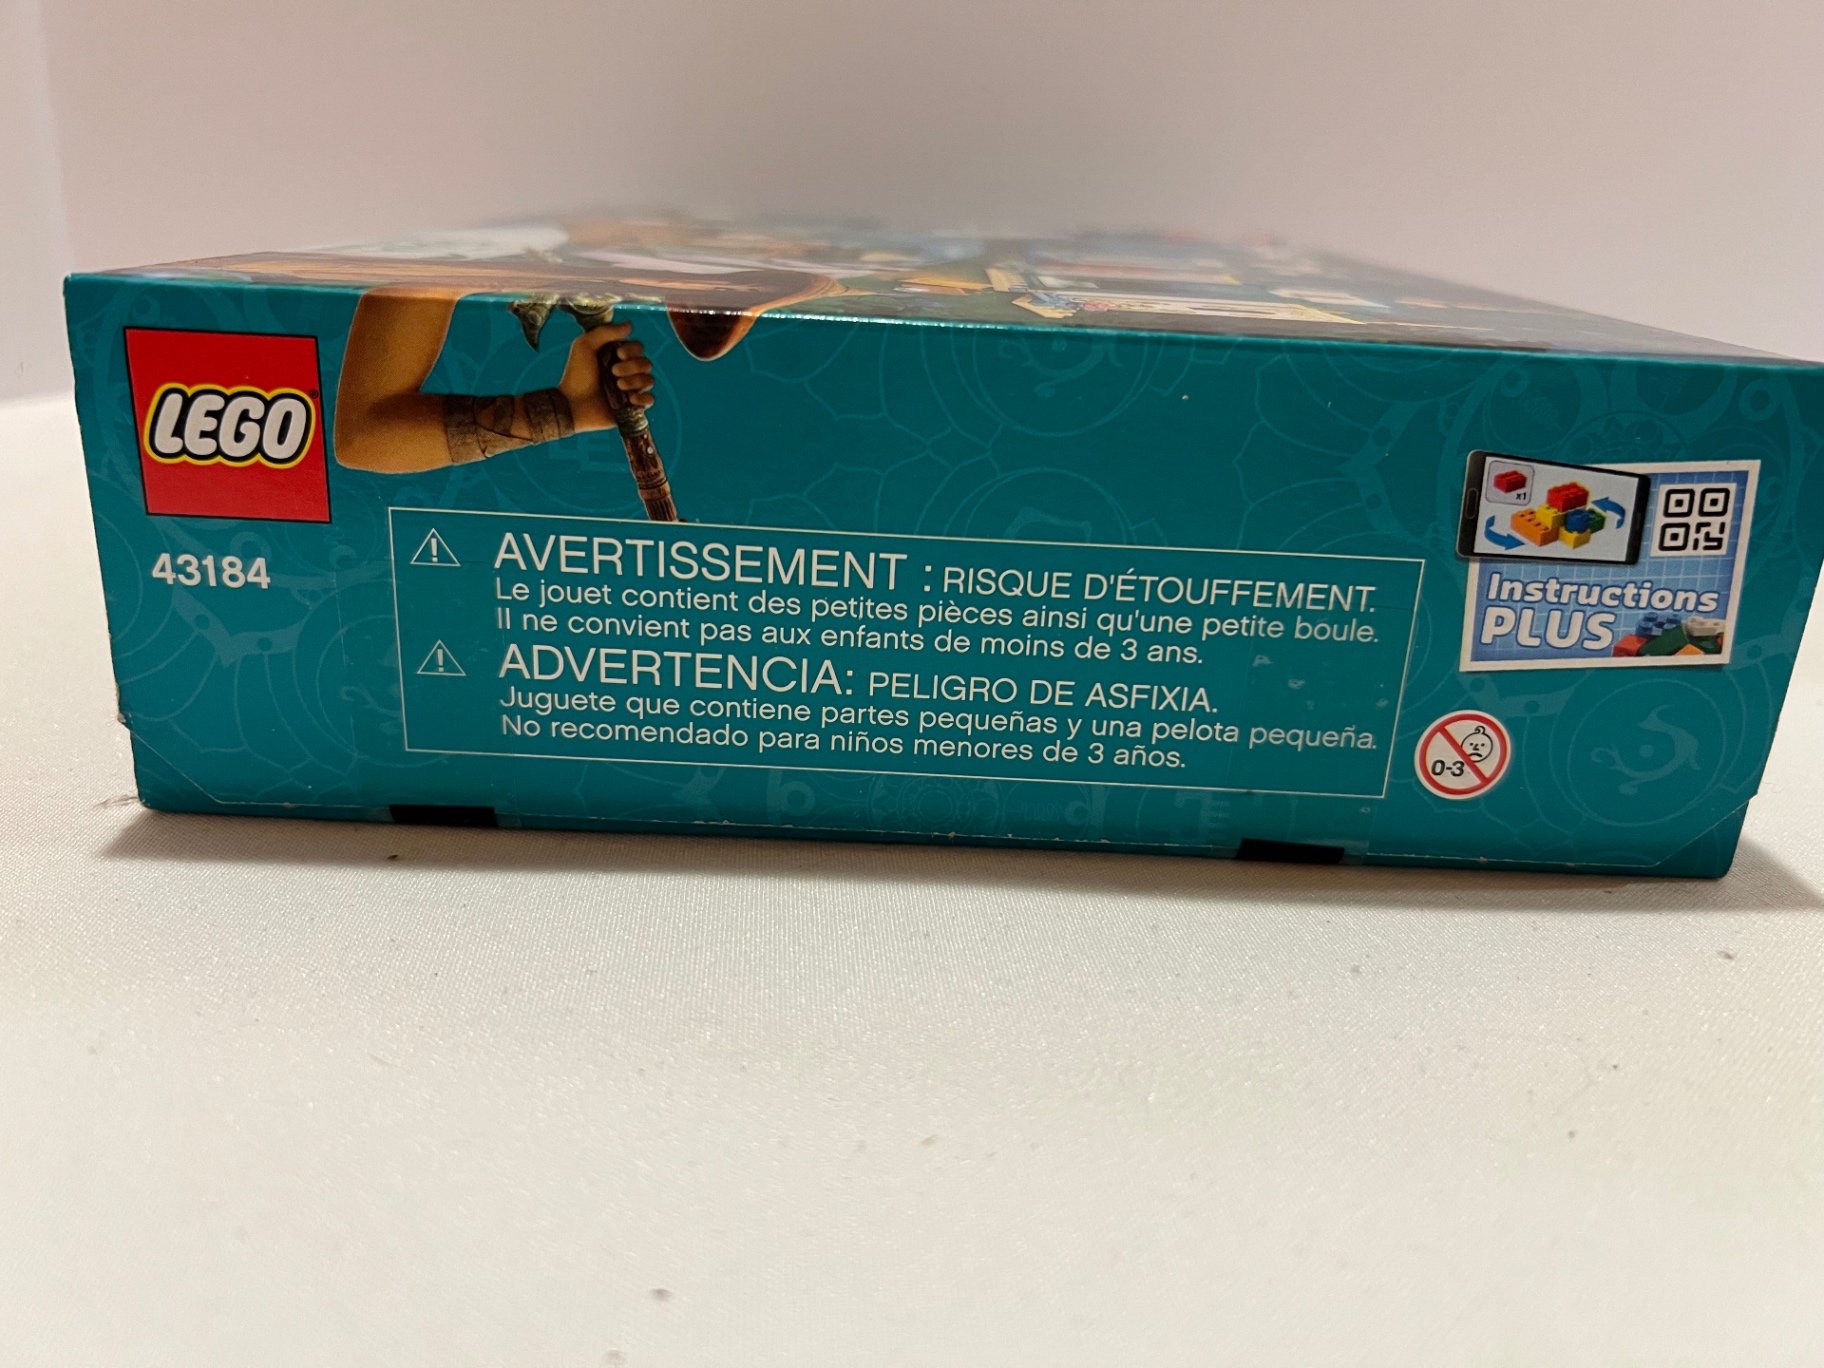 LEGO®
43184
AVERTISSEMENT : RISQUE D'ÉTOUFFEMENT.
Le jouet contient des petites pièces ainsi qu'une petite boule.
Il ne convient pas aux enfants de moins de 3 ans.
ADVERTENCIA: PELIGRO DE ASFIXIA.
Juguete que contiene partes pequeñas y una pelota pequeña.
No recomendado para niños menores de 3 años.
x1
Instructions
PLUS
0-3